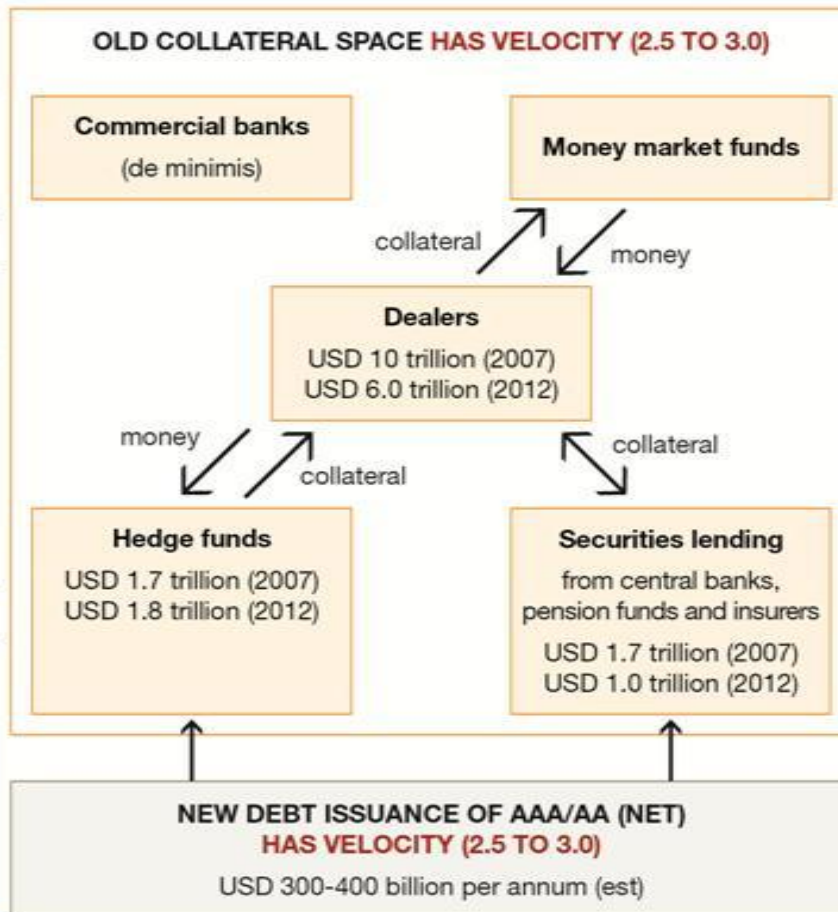 OLD COLLATERAL SPACE HAS VELOCITY (2.5 TO 3.0)
Commercial banks
(de minimis)
Money market funds
collateral
money
Dealers
USD 10 trillion (2007)
USD 6.0 trillion (2012)
money
collateral
collateral
Hedge funds
USD 1.7 trillion (2007)
USD 1.8 trillion (2012)
Securities lending
from central banks,
pension funds and insurers
USD 1.7 trillion (2007)
USD 1.0 trillion (2012)
NEW DEBT ISSUANCE OF AAA/AA (NET)
HAS VELOCITY (2.5 TO 3.0)
USD 300-400 billion per annum (est)